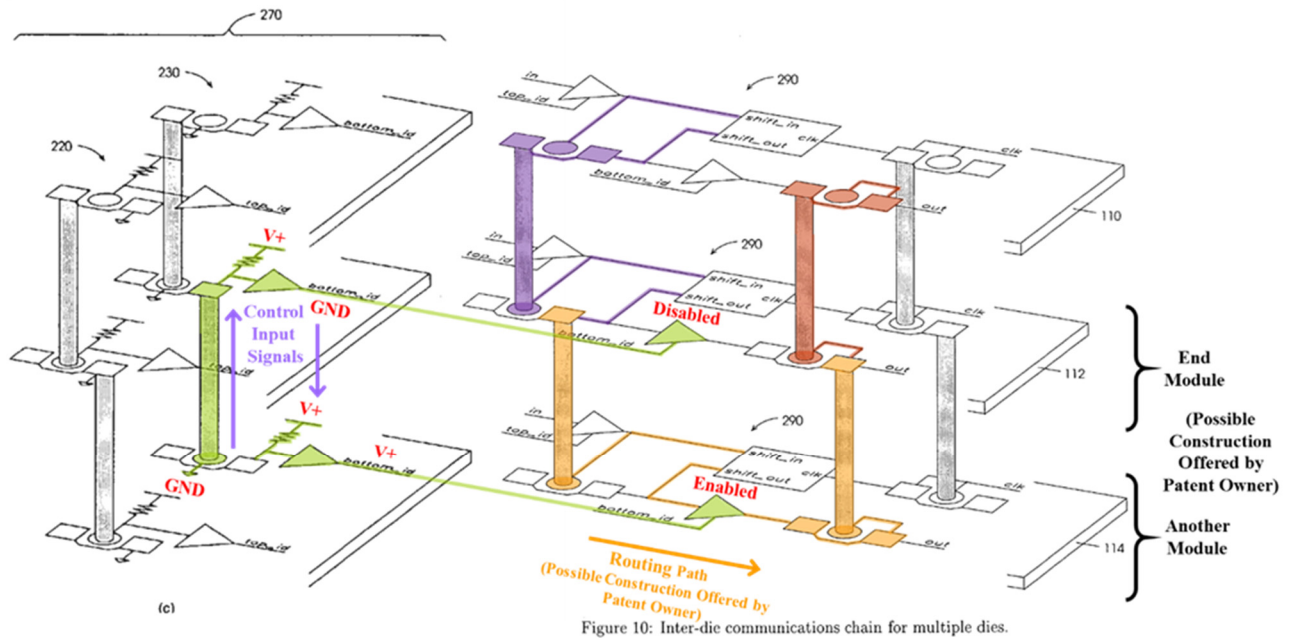 270
230
290
in
top_id
shift_in
clk
shift_out
bottom_id
clk
220
bottom_id
out
110
top_id
V+
290
in
top_id
shift_in
clk
shift_out
clk
Control
Input
Signals
bottom_id
GND
Disabled
bottom_id
out
112
End
Module
(Possible
Construction
Offered by
Patent Owner)
top_id
V+
290
in
top_id
shift_in
clk
shift_out
clk
V+
bottom_id
GND
Enabled
bottom_id
out
114
Another
Module
top_id
Routing Path
(Possible Construction Offered by
Patent Owner)
(c)
Figure 10: Inter-die communications chain for multiple dies.